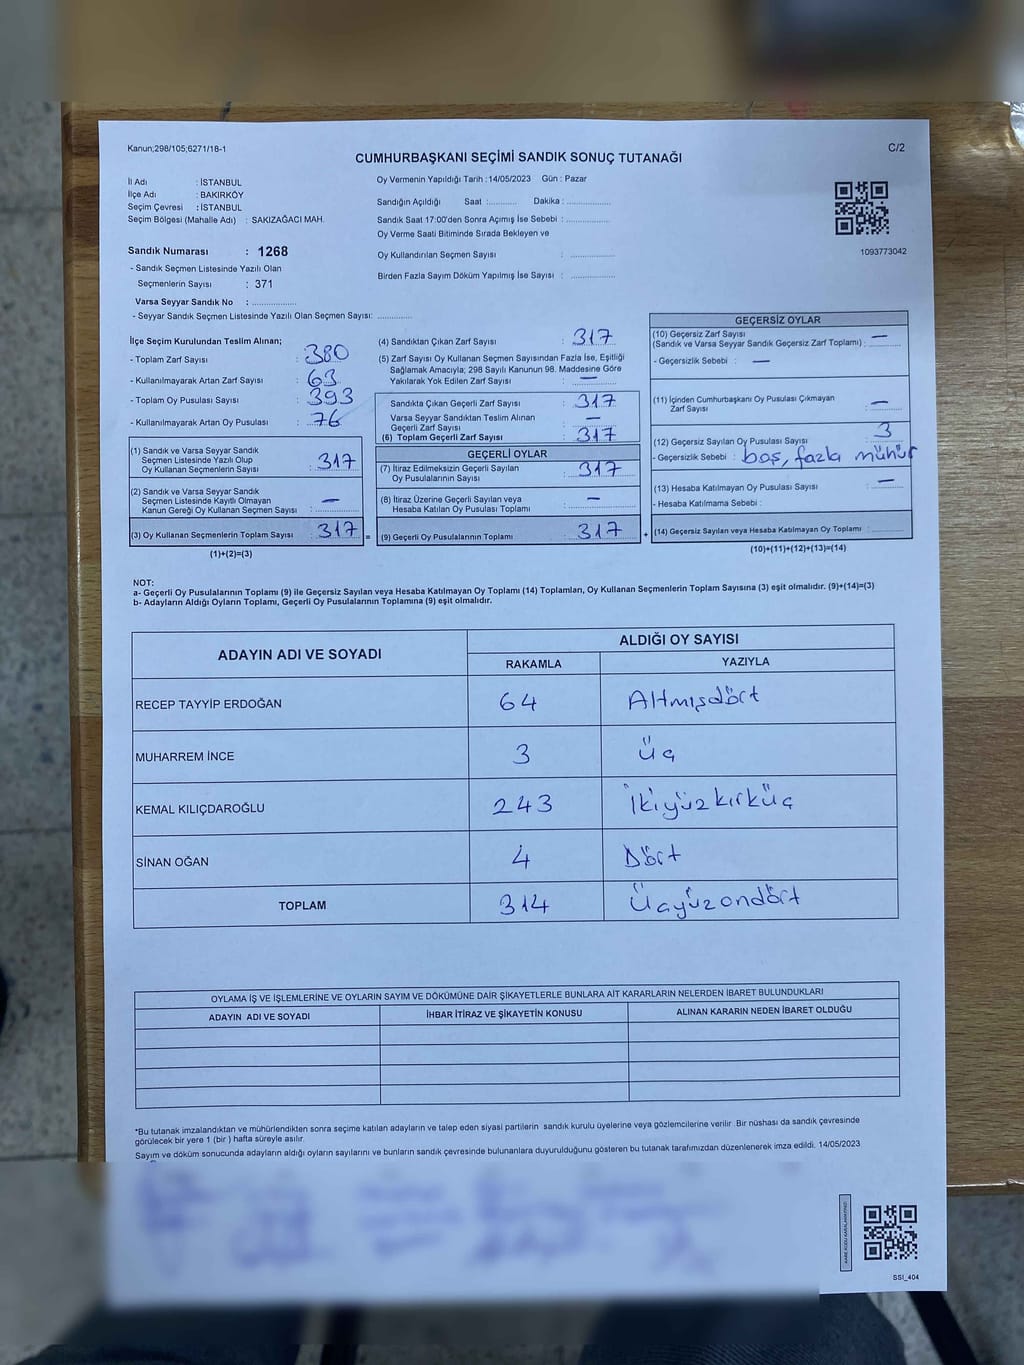 Kanun;298/105;6271/18-1
C/2
CUMHURBAŞKANI SEÇİMİ SANDIK SONUÇ TUTANAĞI
İl Adı : İSTANBUL
İlçe Adı : BAKIRKÖY
Seçim Çevresi : İSTANBUL
Seçim Bölgesi (Mahalle Adı) : SAKIZAĞACI MAH.
Sandık Numarası : 1268
- Sandık Seçmen Listesinde Yazılı Olan
Seçmenlerin Sayısı : 371
Varsa Seyyar Sandık No : ..................
- Seyyar Sandık Seçmen Listesinde Yazılı Olan Seçmen Sayısı: ..............
Oy Vermenin Yapıldığı Tarih :14/05/2023 Gün : Pazar
Sandığın Açıldığı Saat :........... Dakika :.................
Sandık Saat 17:00'den Sonra Açımış İse Sebebi : .................
Oy Verme Saati Bitiminde Sırada Bekleyen ve
Oy Kullandırılan Seçmen Sayısı : .................
Birden Fazla Sayım Döküm Yapılmış İse Sayısı : .................
1093773042
İlçe Seçim Kurulundan Teslim Alınan;
- Toplam Zarf Sayısı : 380
- Kullanılmayarak Artan Zarf Sayısı : 63
- Toplam Oy Pusulası Sayısı : 393
- Kullanılmayarak Artan Oy Pusulası : 76
(1) Sandık ve Varsa Seyyar Sandık
Seçmen Listesinde Yazılı Olup
Oy Kullanan Seçmenlerin Sayısı : 317
(2) Sandık ve Varsa Seyyar Sandık
Seçmen Listesinde Kayıtlı Olmayan
Kanun Gereği Oy Kullanan Seçmen Sayısı : —
(3) Oy Kullanan Seçmenlerin Toplam Sayısı : 317
(1)+(2)=(3)
=
(4) Sandıktan Çıkan Zarf Sayısı : 317
(5) Zarf Sayısı Oy Kullanan Seçmen Sayısından Fazla İse, Eşitliği
Sağlamak Amacıyla; 298 Sayılı Kanunun 98. Maddesine Göre
Yakılarak Yok Edilen Zarf Sayısı : —
Sandıkta Çıkan Geçerli Zarf Sayısı : 317
Varsa Seyyar Sandıktan Teslim Alınan
Geçerli Zarf Sayısı : —
(6) Toplam Geçerli Zarf Sayısı : 317
GEÇERLİ OYLAR
(7) İtiraz Edilmeksizin Geçerli Sayılan
Oy Pusulalarının Sayısı : 317
(8) İtiraz Üzerine Geçerli Sayılan veya
Hesaba Katılan Oy Pusulası Toplamı : —
(9) Geçerli Oy Pusulalarının Toplamı : 317
+
GEÇERSİZ OYLAR
(10) Geçersiz Zarf Sayısı
(Sandık ve Varsa Seyyar Sandık Geçersiz Zarf Toplamı) : —
- Geçersizlik Sebebi : —
(11) İçinden Cumhurbaşkanı Oy Pusulası Çıkmayan
Zarf Sayısı : —
(12) Geçersiz Sayılan Oy Pusulası Sayısı : 3
- Geçersizlik Sebebi : boş, fazla mühür
(13) Hesaba Katılmayan Oy Pusulası Sayısı : —
- Hesaba Katılmama Sebebi :
(14) Geçersiz Sayılan veya Hesaba Katılmayan Oy Toplamı : ............
(10)+(11)+(12)+(13)=(14)
NOT:
a- Geçerli Oy Pusulalarının Toplamı (9) ile Geçersiz Sayılan veya Hesaba Katılmayan Oy Toplamı (14) Toplamları, Oy Kullanan Seçmenlerin Toplam Sayısına (3) eşit olmalıdır. (9)+(14)=(3)
b- Adayların Aldığı Oyların Toplamı, Geçerli Oy Pusulalarının Toplamına (9) eşit olmalıdır.
ADAYIN ADI VE SOYADI
ALDIĞI OY SAYISI
RAKAMLA YAZIYLA
RECEP TAYYİP ERDOĞAN 64 Altmışdört
MUHARREM İNCE 3 Üç
KEMAL KILIÇDAROĞLU 243 İkiyüzkırküç
SİNAN OĞAN 4 Dört
TOPLAM 314 Üçyüzondört
OYLAMA İŞ VE İŞLEMLERİNE VE OYLARIN SAYIM VE DÖKÜMÜNE DAİR ŞİKAYETLERLE BUNLARA AİT KARARLARIN NELERDEN İBARET BULUNDUKLARI
ADAYIN ADI VE SOYADI İHBAR İTİRAZ VE ŞİKAYETİN KONUSU ALINAN KARARIN NEDEN İBARET OLDUĞU
*Bu tutanak imzalandıktan ve mühürlendikten sonra seçime katılan adayların ve talep eden siyasi partilerin sandık kurulu üyelerine veya gözlemcilerine verilir. Bir nüshası da sandık çevresinde
görülecek bir yere 1 (bir ) hafta süreyle asılır.
Sayım ve döküm sonucunda adayların aldığı oyların sayılarını ve bunların sandık çevresinde bulunanlara duyurulduğunu gösteren bu tutanak tarafımızdan düzenlenerek imza edildi. 14/05/2023
SSI_404